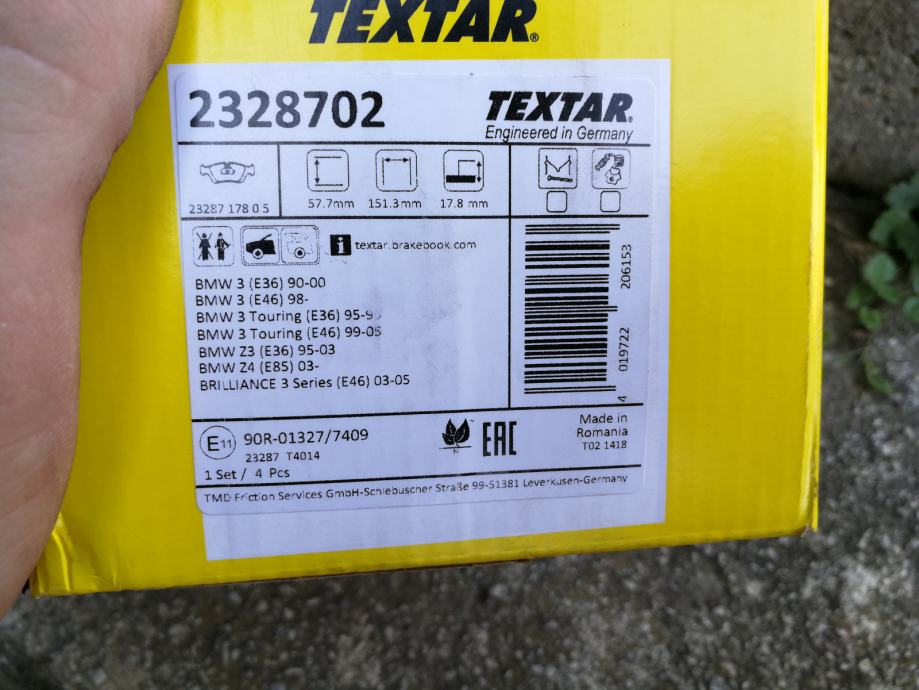 TEXTAR®
2328702
TEXTAR®
Engineered in Germany
23287 178 0 5
57.7mm 151.3mm 17.8 mm
i textar.brakebook.com
BMW 3 (E36) 90-00
BMW 3 (E46) 98-
BMW 3 Touring (E36) 95-9
BMW 3 Touring (E46) 99-05
BMW Z3 (E36) 95-03
BMW Z4 (E85) 03-
BRILLIANCE 3 Series (E46) 03-05
4 019722 206153
E11 90R-01327/7409
23287 T4014
1 Set / 4 Pcs
EAC
Made in
Romania
T02 1418
TMD Friction Services GmbH-Schiebuscher Straße 99-51381 Leverkusen-Germany